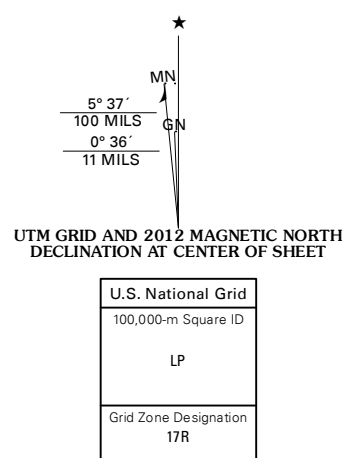 MN
5° 37´
100 MILS
GN
0° 36´
11 MILS
UTM GRID AND 2012 MAGNETIC NORTH
DECLINATION AT CENTER OF SHEET
U.S. National Grid
100,000-m Square ID
LP
Grid Zone Designation
17R